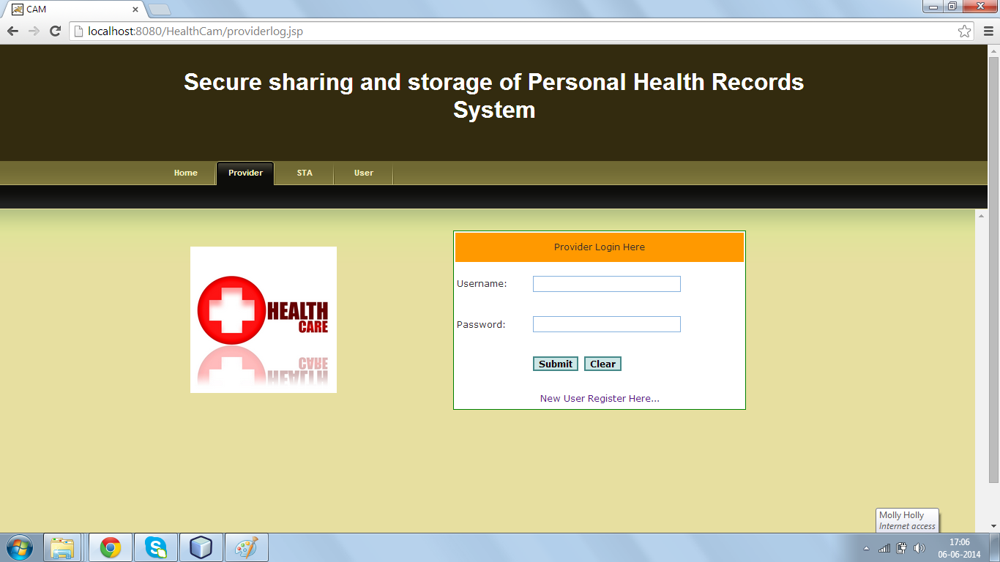 CAM
localhost:8080/HealthCam/providerlog.jsp
Secure sharing and storage of Personal Health Records
System
Home Provider STA User
Provider Login Here
HEALTH
CARE
Username:
Password:
Submit Clear
New User Register Here...
Molly Holly
Internet access
17:06
06-06-2014